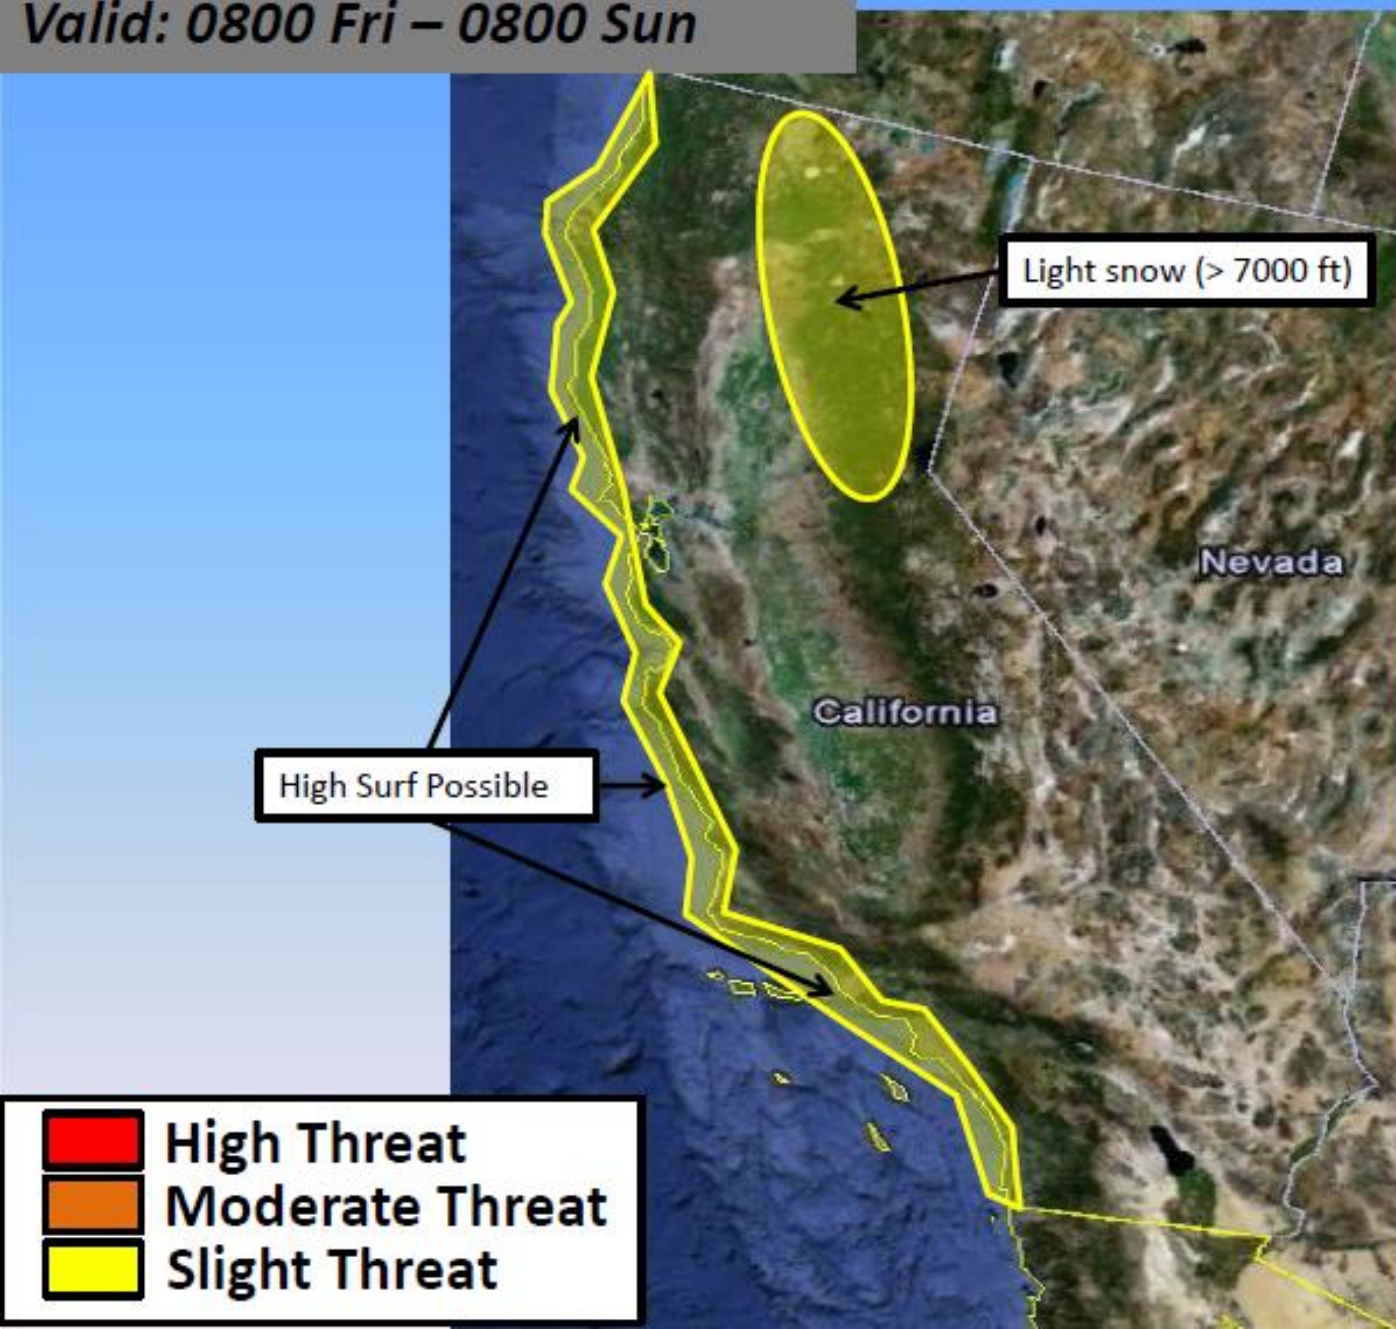 Valid: 0800 Fri – 0800 Sun
Light snow (> 7000 ft)
Nevada
California
High Surf Possible
High Threat
Moderate Threat
Slight Threat